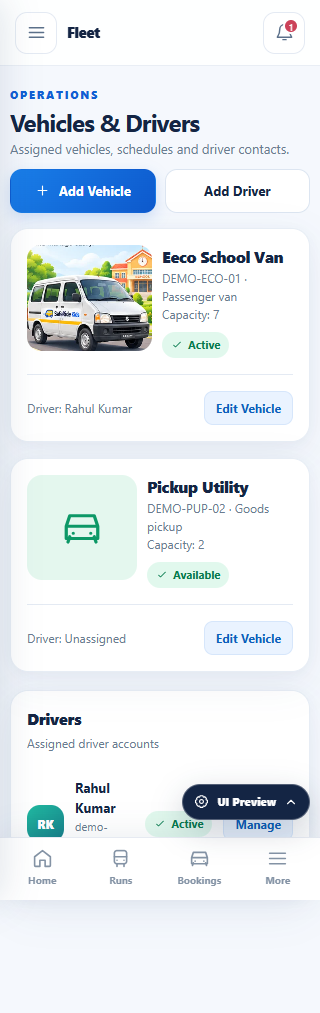 Fleet
1
OPERATIONS
Vehicles & Drivers
Assigned vehicles, schedules and driver contacts.
+ Add Vehicle
Add Driver
Eeco School Van
DEMO-ECO-01 ·
Passenger van
Capacity: 7
Active
Driver: Rahul Kumar
Edit Vehicle
Pickup Utility
DEMO-PUP-02 · Goods
pickup
Capacity: 2
Available
Driver: Unassigned
Edit Vehicle
Drivers
Assigned driver accounts
RK
Rahul
Kumar
demo-
Active
Manage
UI Preview
Home
Runs
Bookings
More